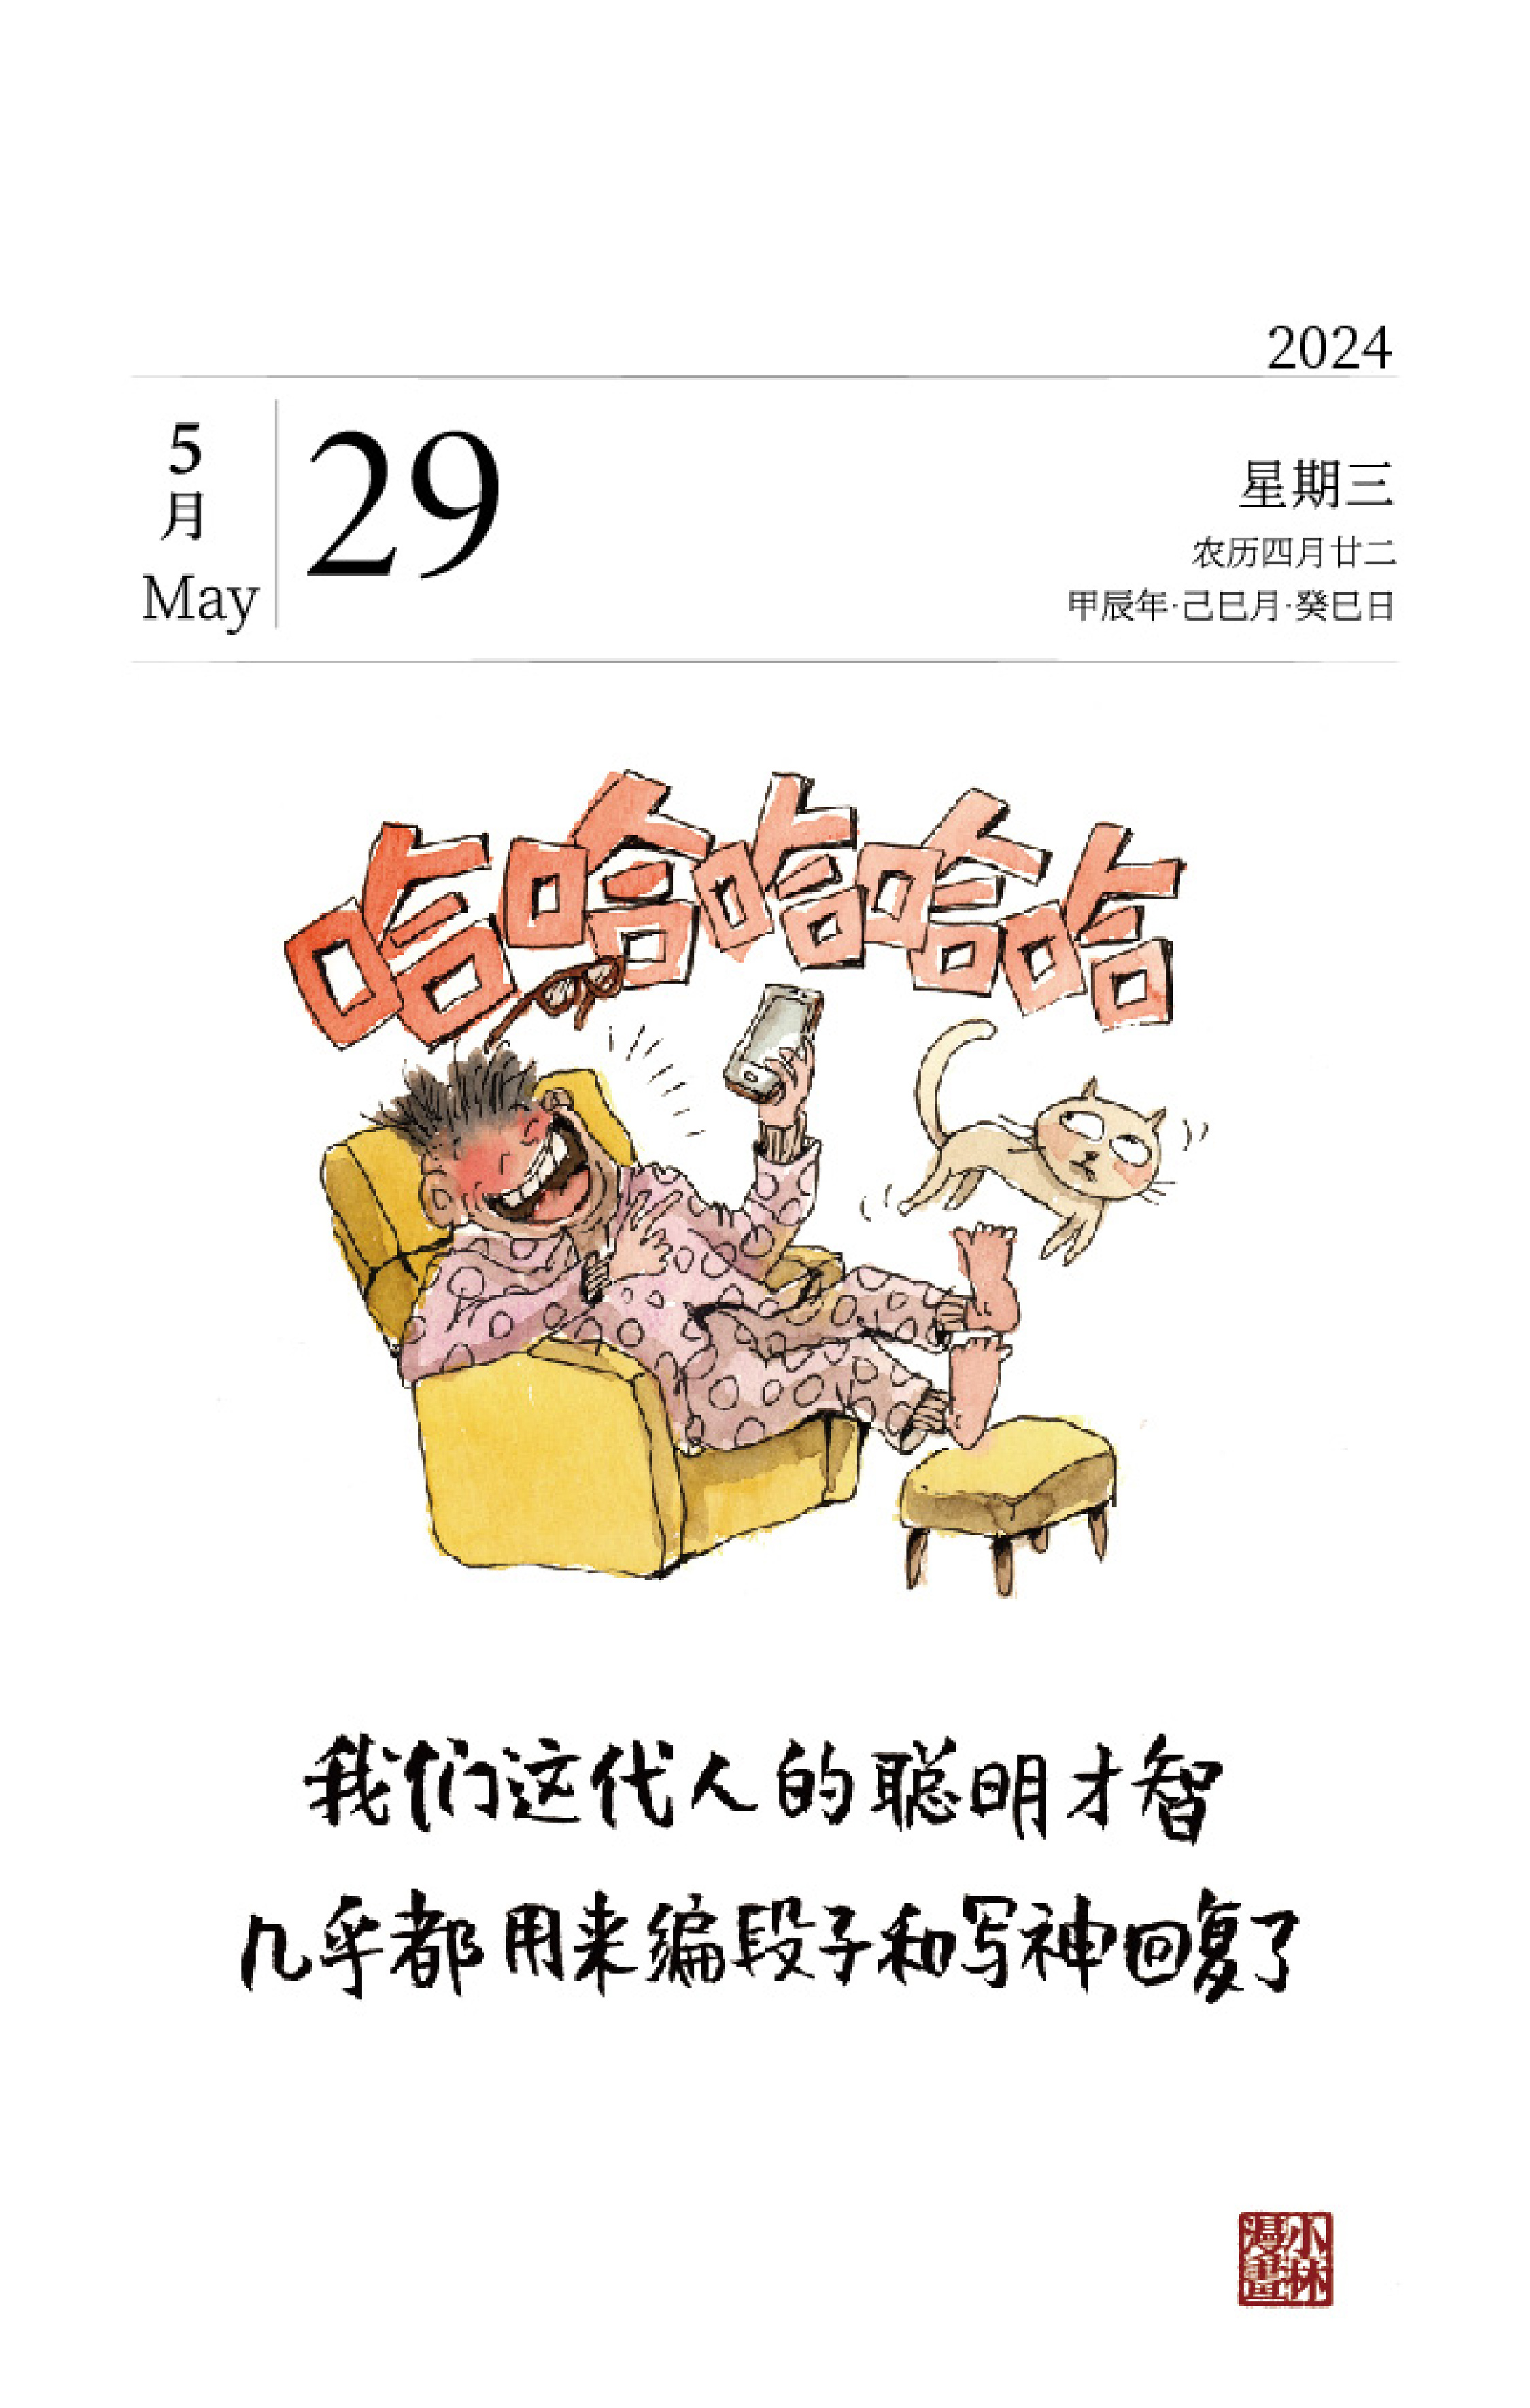 2024
5
月
May
29
星期三
农历四月廿二
甲辰年·己巳月·癸巳日
哈哈哈哈哈
我们这代人的聪明才智
几乎都用来编段子和写神回复了
小林
漫畫